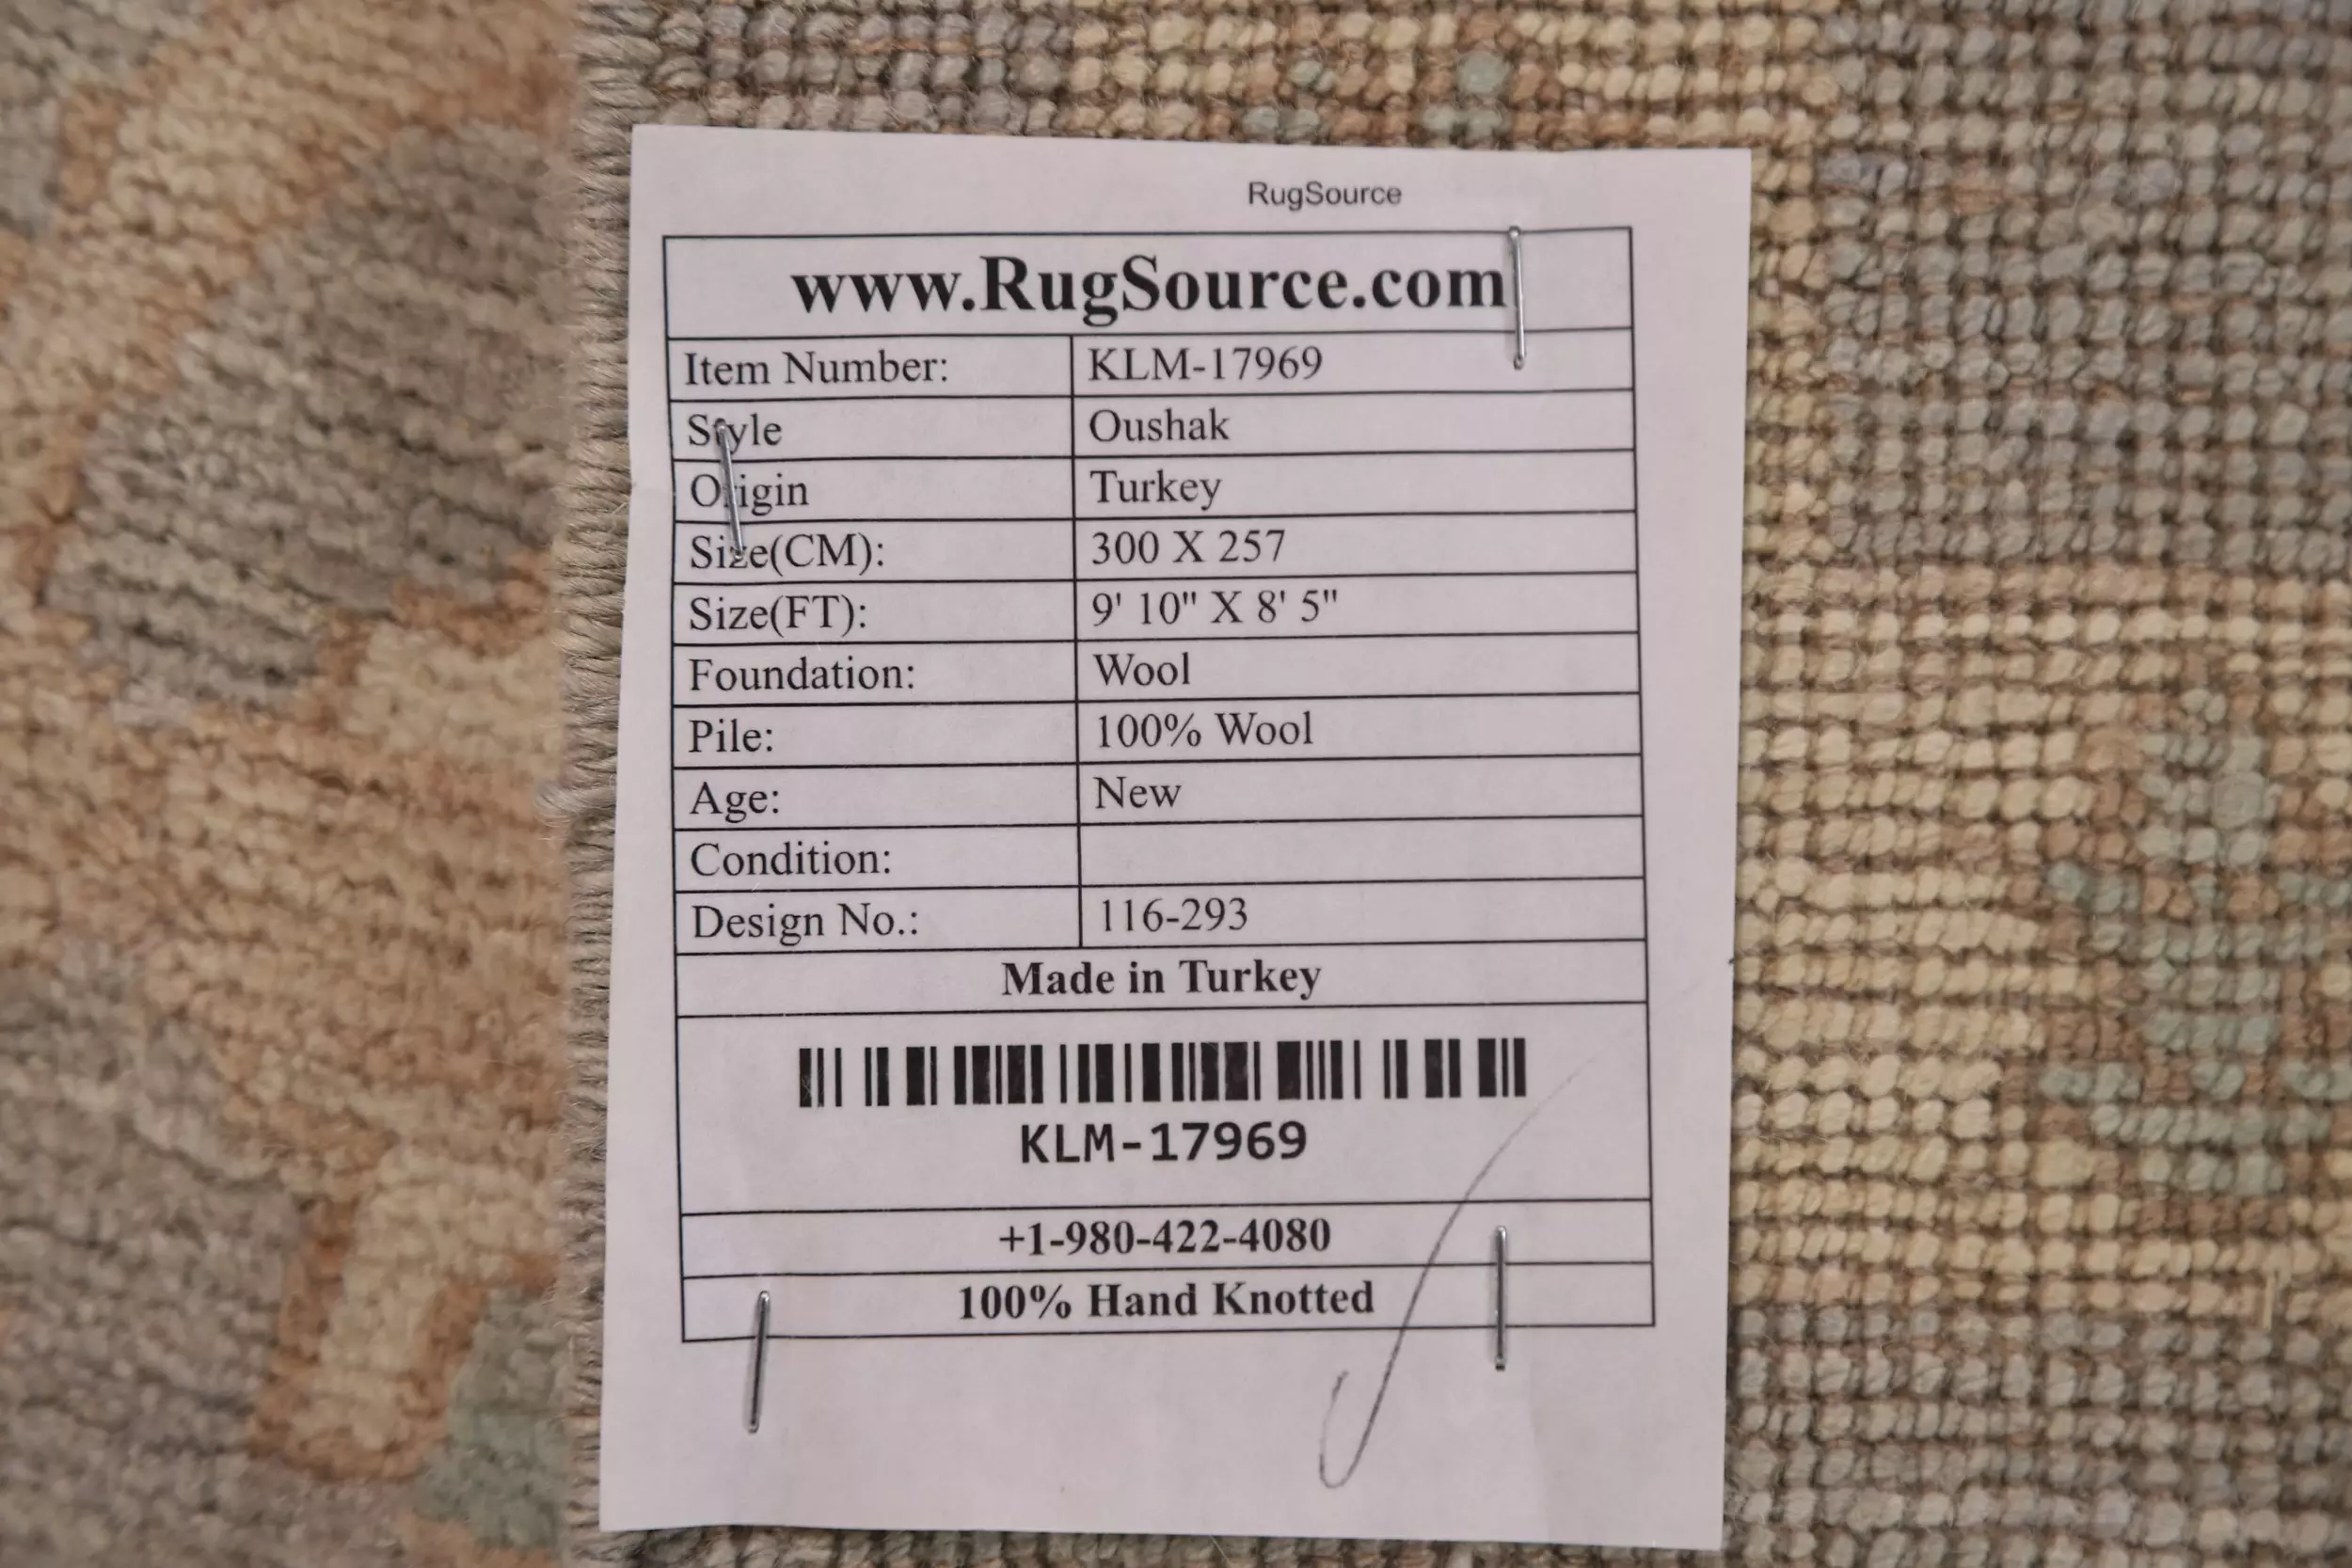 RugSource
www.RugSource.com
Item Number: KLM-17969
Style Oushak
Origin Turkey
Size(CM): 300 X 257
Size(FT): 9' 10" X 8' 5"
Foundation: Wool
Pile: 100% Wool
Age: New
Condition:
Design No.: 116-293
Made in Turkey
KLM-17969
+1-980-422-4080
100% Hand Knotted